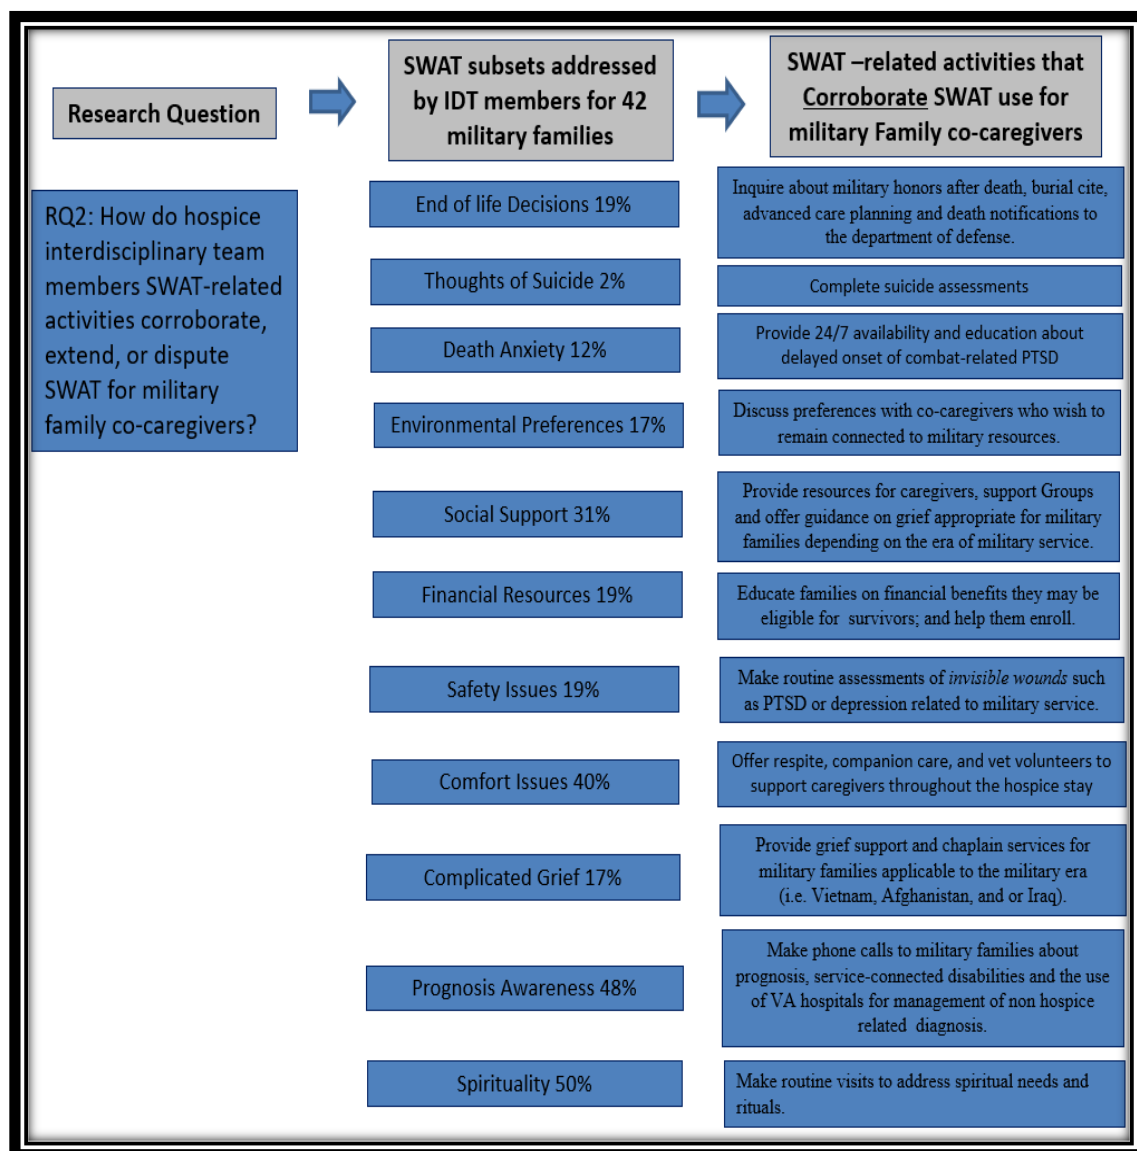 Research Question
SWAT subsets addressed
by IDT members for 42
military families
SWAT –related activities that
Corroborate SWAT use for
military Family co-caregivers
RQ2: How do hospice
interdisciplinary team
members SWAT-related
activities corroborate,
extend, or dispute
SWAT for military
family co-caregivers?
End of life Decisions 19%
Inquire about military honors after death, burial cite,
advanced care planning and death notifications to
the department of defense.
Thoughts of Suicide 2%
Complete suicide assessments
Death Anxiety 12%
Provide 24/7 availability and education about
delayed onset of combat-related PTSD
Environmental Preferences 17%
Discuss preferences with co-caregivers who wish to
remain connected to military resources.
Social Support 31%
Provide resources for caregivers, support Groups
and offer guidance on grief appropriate for military
families depending on the era of military service.
Financial Resources 19%
Educate families on financial benefits they may be
eligible for survivors; and help them enroll.
Safety Issues 19%
Make routine assessments of invisible wounds such
as PTSD or depression related to military service.
Comfort Issues 40%
Offer respite, companion care, and vet volunteers to
support caregivers throughout the hospice stay
Complicated Grief 17%
Provide grief support and chaplain services for
military families applicable to the military era
(i.e. Vietnam, Afghanistan, and or Iraq).
Prognosis Awareness 48%
Make phone calls to military families about
prognosis, service-connected disabilities and the use
of VA hospitals for management of non hospice
related diagnosis.
Spirituality 50%
Make routine visits to address spiritual needs and
rituals.